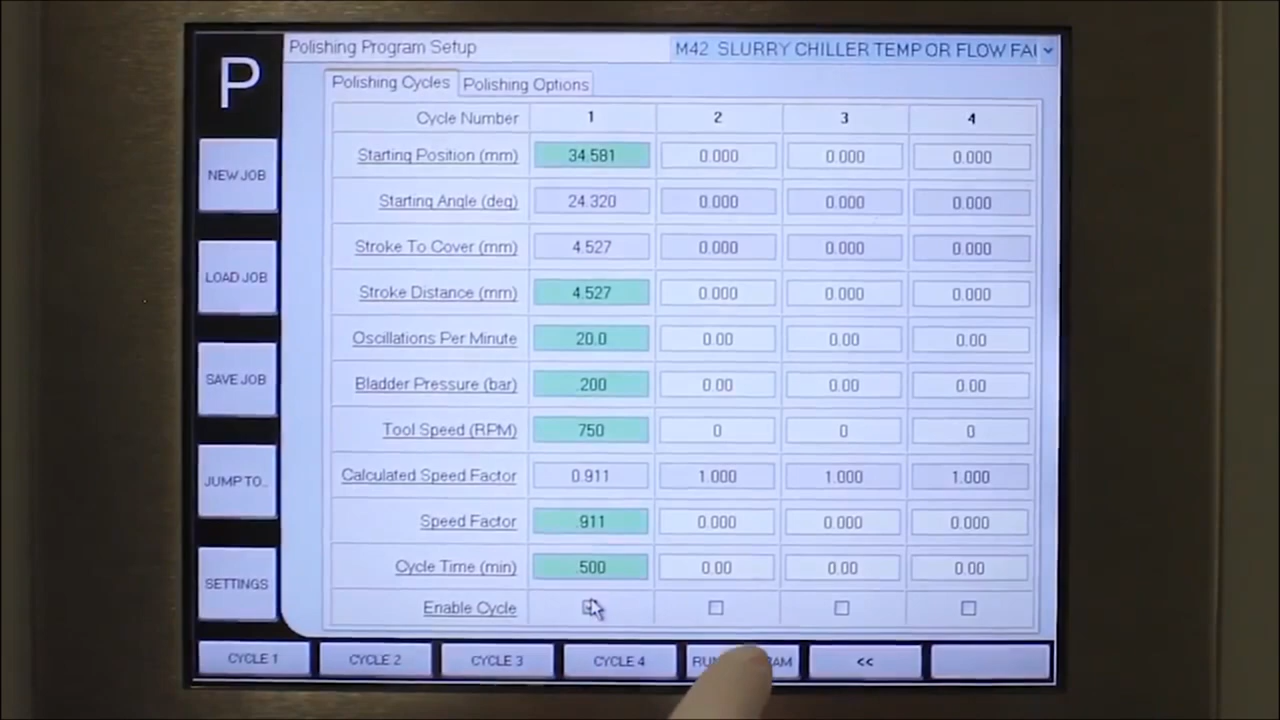 P
Polishing Program Setup
M42 SLURRY CHILLER TEMP OR FLOW FAI
Polishing Cycles Polishing Options
Cycle Number 1 2 3 4
Starting Position (mm) 34.581 0.000 0.000 0.000
Starting Angle (deg) 24.320 0.000 0.000 0.000
Stroke To Cover (mm) 4.527 0.000 0.000 0.000
Stroke Distance (mm) 4.527 0.000 0.000 0.000
Oscillations Per Minute 20.0 0.00 0.00 0.00
Bladder Pressure (bar) .200 0.00 0.00 0.00
Tool Speed (RPM) 750 0 0 0
Calculated Speed Factor 0.911 1.000 1.000 1.000
Speed Factor .911 0.000 0.000 0.000
Cycle Time (min) .500 0.00 0.00 0.00
Enable Cycle
NEW JOB
LOAD JOB
SAVE JOB
JUMP TO..
SETTINGS
CYCLE 1 CYCLE 2 CYCLE 3 CYCLE 4 <<